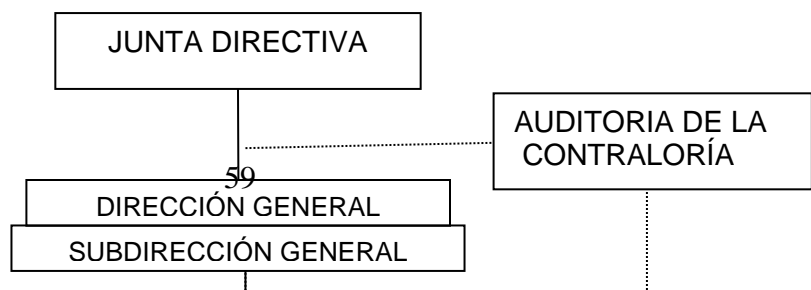 JUNTA DIRECTIVA
AUDITORIA DE LA
CONTRALORÍA
59
DIRECCIÓN GENERAL
SUBDIRECCIÓN GENERAL